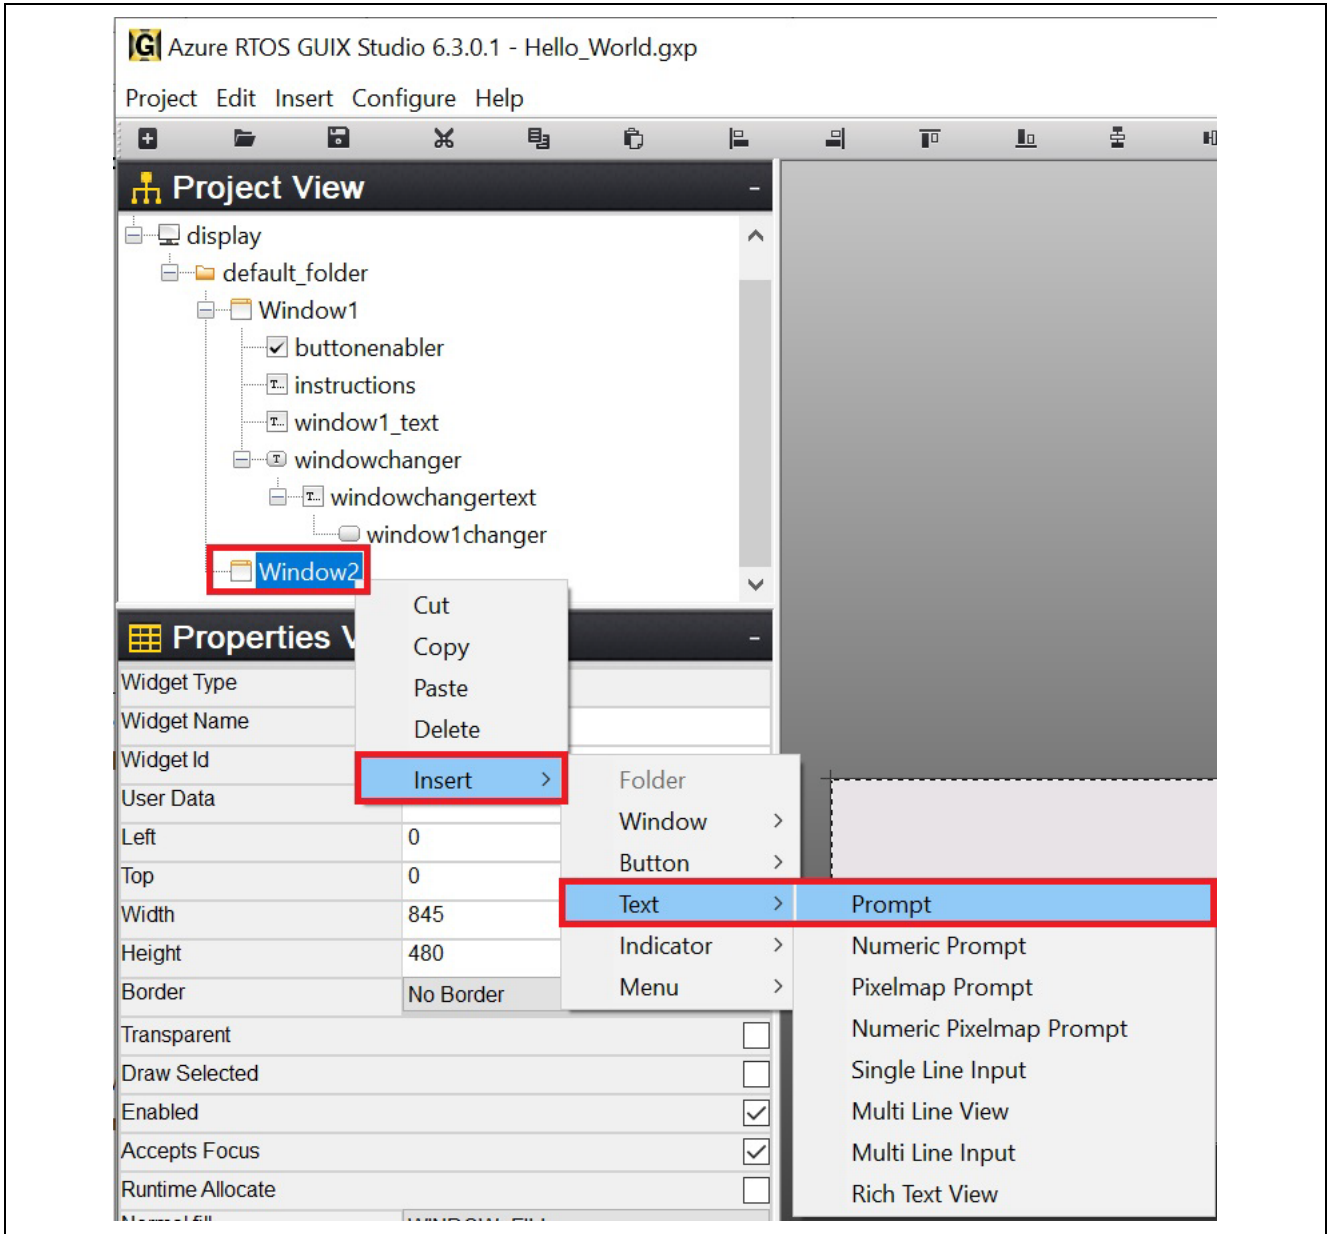 Azure RTOS GUIX Studio 6.3.0.1 - Hello_World.gxp
Project Edit Insert Configure Help
Project View
display
default_folder
Window1
buttonenabler
instructions
window1_text
windowchanger
windowchangertext
window1changer
Window2
Cut
Copy
Paste
Delete
Insert
Folder
Window
Button
Text
Indicator
Menu
Prompt
Numeric Prompt
Pixelmap Prompt
Numeric Pixelmap Prompt
Single Line Input
Multi Line View
Multi Line Input
Rich Text View
Properties V
Widget Type
Widget Name
Widget Id
User Data
Left 0
Top 0
Width 845
Height 480
Border No Border
Transparent
Draw Selected
Enabled
Accepts Focus
Runtime Allocate